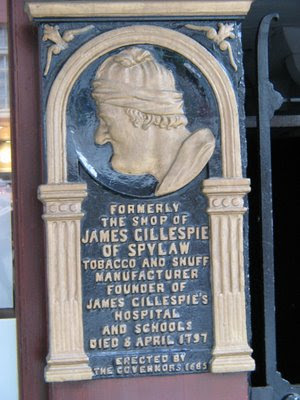 FORMERLY
THE SHOP OF
JAMES GILLESPIE
OF SPYLAW
TOBACCO AND SNUFF
MANUFACTURER
FOUNDER OF
JAMES GILLESPIE'S
HOSPITAL
AND SCHOOLS
DIED 8 APRIL 1797
ERECTED BY
THE GOVERNORS